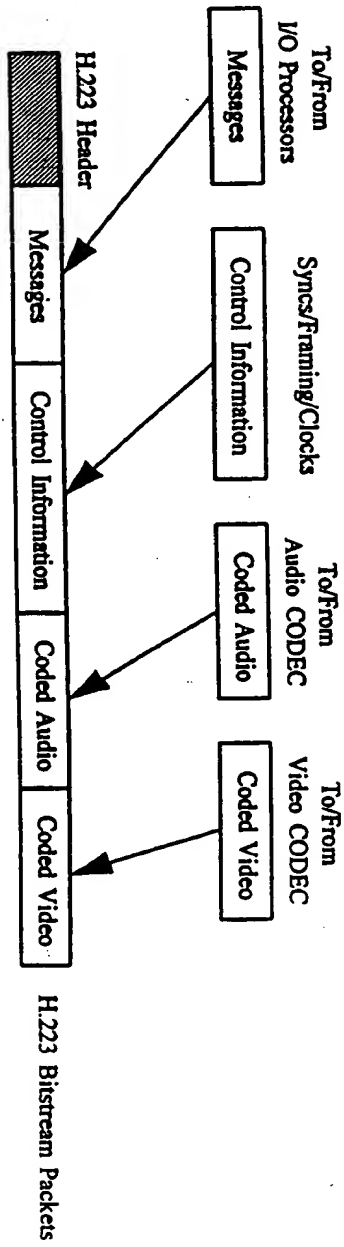 To/From
I/O Processors
Messages
Syncs/Framing/Clocks
Control Information
To/From
Audio CODEC
Coded Audio
To/From
Video CODEC
Coded Video
H.223 Header
Messages
Control Information
Coded Audio
Coded Video
H.223 Bitstream Packets